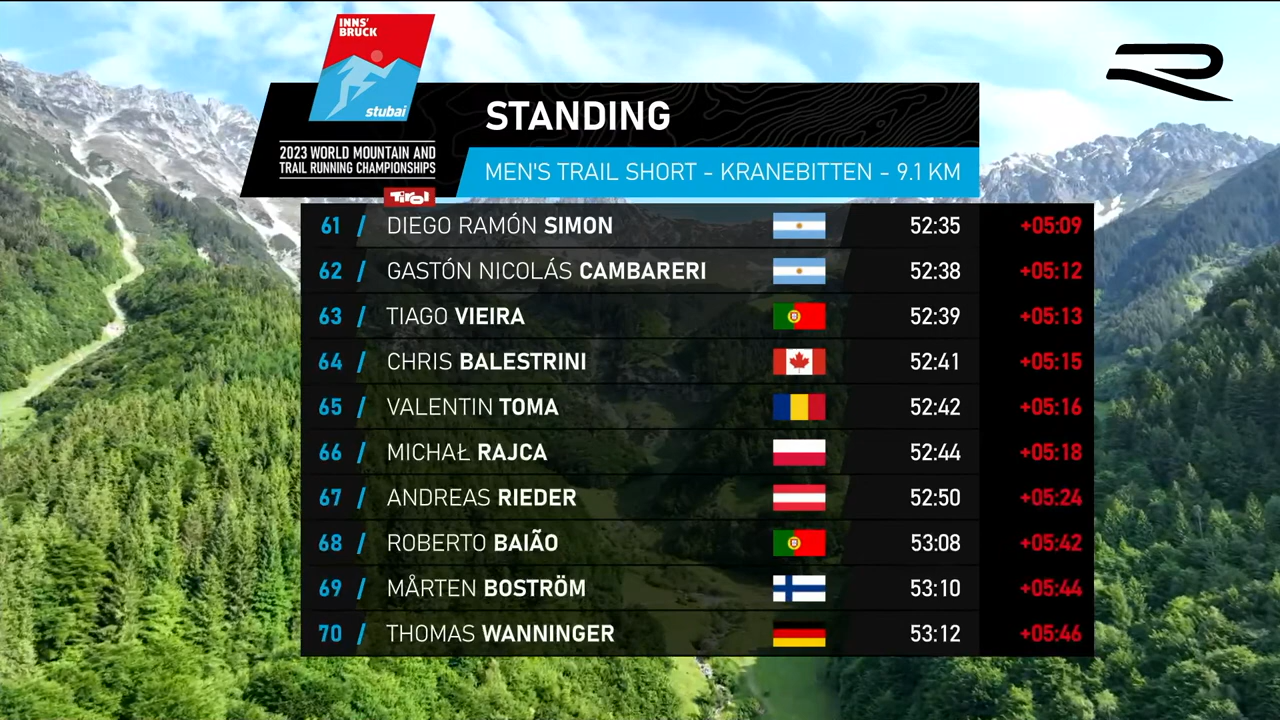 INNS'
BRUCK
stubai
2023 WORLD MOUNTAIN AND
TRAIL RUNNING CHAMPIONSHIPS
Tirol
STANDING
MEN'S TRAIL SHORT - KRANEBITTEN - 9.1 KM
61 / DIEGO RAMÓN SIMON 52:35 +05:09
62 / GASTÓN NICOLÁS CAMBARERI 52:38 +05:12
63 / TIAGO VIEIRA 52:39 +05:13
64 / CHRIS BALESTRINI 52:41 +05:15
65 / VALENTIN TOMA 52:42 +05:16
66 / MICHAŁ RAJCA 52:44 +05:18
67 / ANDREAS RIEDER 52:50 +05:24
68 / ROBERTO BAIÃO 53:08 +05:42
69 / MÅRTEN BOSTRÖM 53:10 +05:44
70 / THOMAS WANNINGER 53:12 +05:46